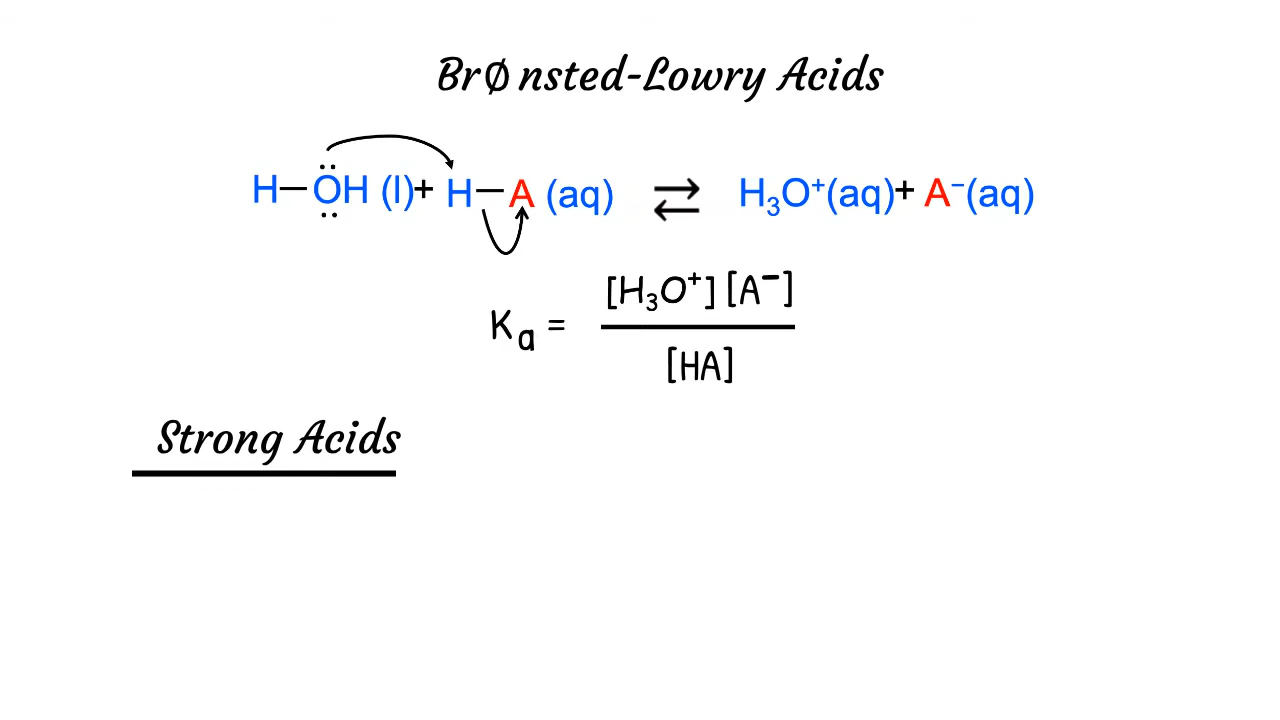 BrØnsted-Lowry Acids
H—ÖH (l) + H—A (aq) ⇄ H₃O⁺(aq) + A⁻(aq)
Kₐ = [H₃O⁺] [A⁻] / [HA]
Strong Acids